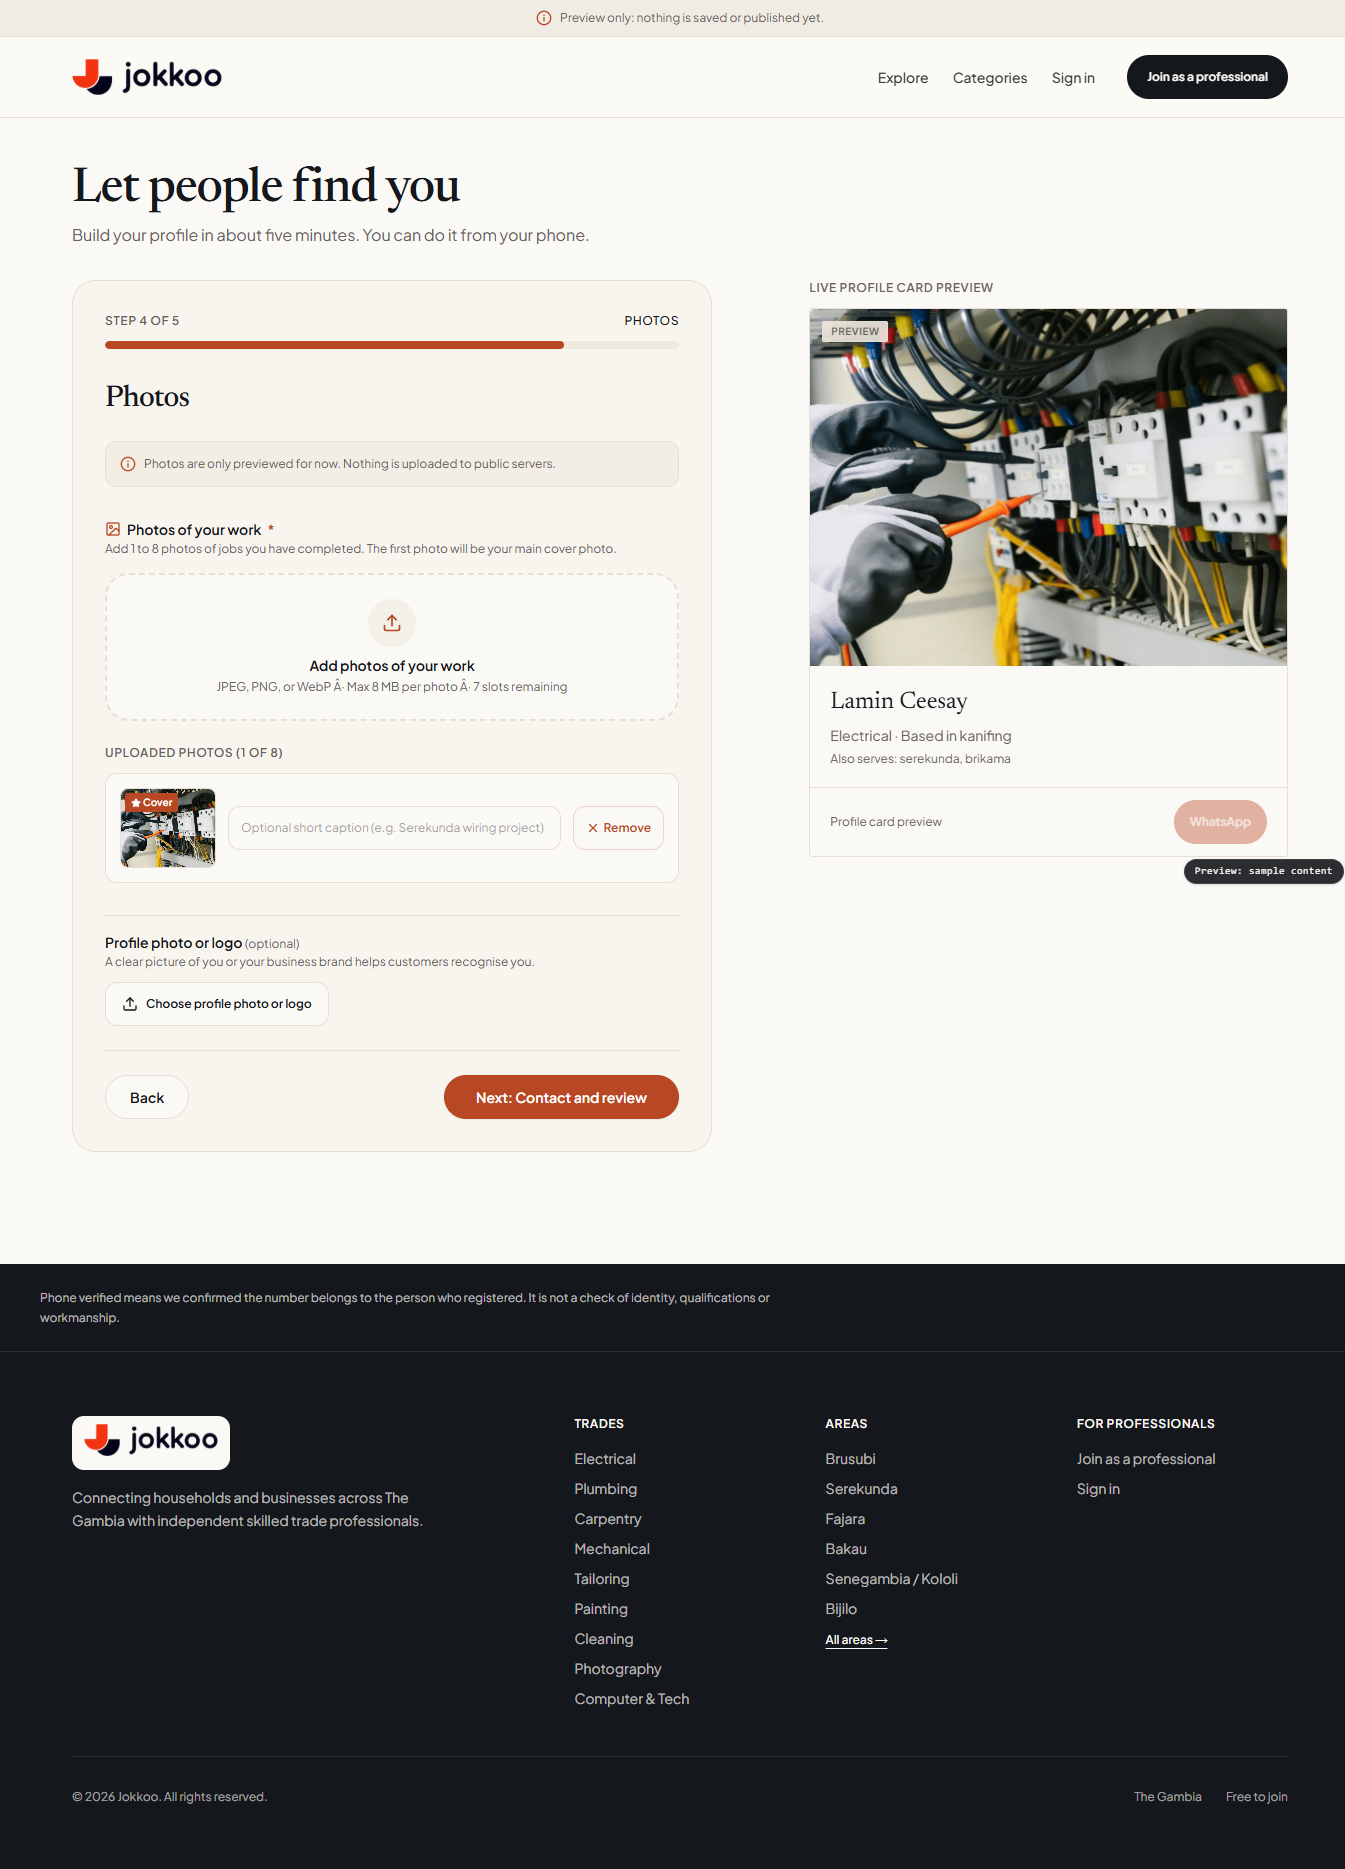 Preview only: nothing is saved or published yet.
jokkoo
Explore
Categories
Sign in
Join as a professional
Let people find you
Build your profile in about five minutes. You can do it from your phone.
STEP 4 OF 5
PHOTOS
Photos
Photos are only previewed for now. Nothing is uploaded to public servers.
Photos of your work *
Add 1 to 8 photos of jobs you have completed. The first photo will be your main cover photo.
Add photos of your work
JPEG, PNG, or WebP Â· Max 8 MB per photo Â· 7 slots remaining
UPLOADED PHOTOS (1 OF 8)
Cover
Optional short caption (e.g. Serekunda wiring project)
Remove
Profile photo or logo (optional)
A clear picture of you or your business brand helps customers recognise you.
Choose profile photo or logo
Back
Next: Contact and review
LIVE PROFILE CARD PREVIEW
PREVIEW
Lamin Ceesay
Electrical · Based in kanifing
Also serves: serekunda, brikama
Profile card preview
WhatsApp
Preview: sample content
Phone verified means we confirmed the number belongs to the person who registered. It is not a check of identity, qualifications or
workmanship.
jokkoo
Connecting households and businesses across The
Gambia with independent skilled trade professionals.
TRADES
Electrical
Plumbing
Carpentry
Mechanical
Tailoring
Painting
Cleaning
Photography
Computer & Tech
AREAS
Brusubi
Serekunda
Fajara
Bakau
Senegambia / Kololi
Bijilo
All areas →
FOR PROFESSIONALS
Join as a professional
Sign in
© 2026 Jokkoo. All rights reserved.
The Gambia
Free to join